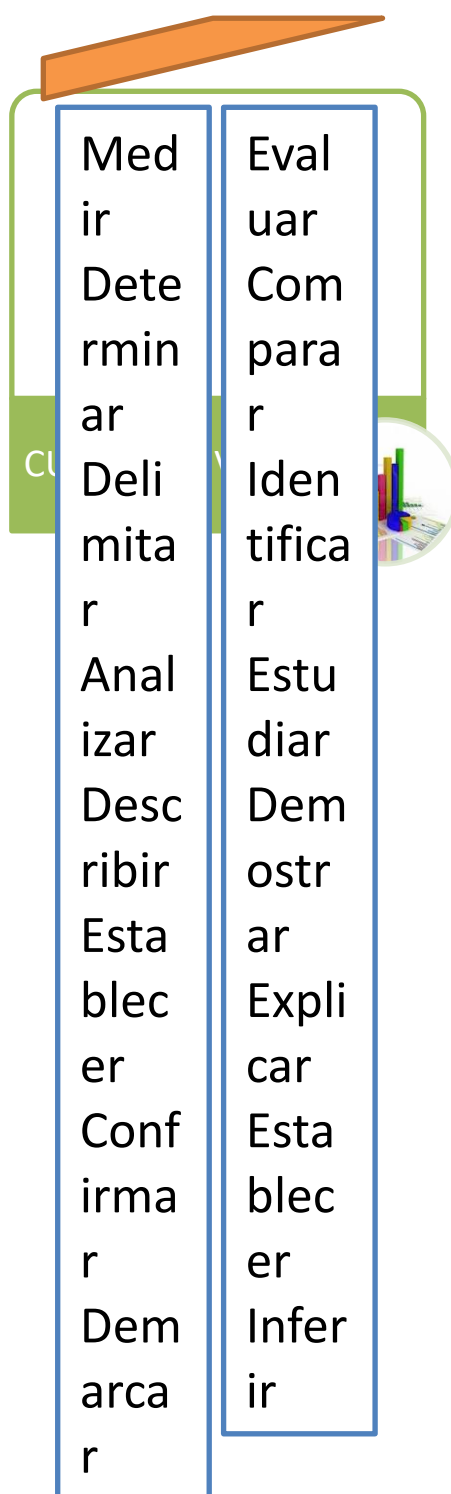 Med
ir
Dete
rmin
ar
Deli
mita
r
Anal
izar
Desc
ribir
Esta
blec
er
Conf
irma
r
Dem
arca
r
Eval
uar
Com
para
r
Iden
tifica
r
Estu
diar
Dem
ostr
ar
Expli
car
Esta
blec
er
Infer
ir